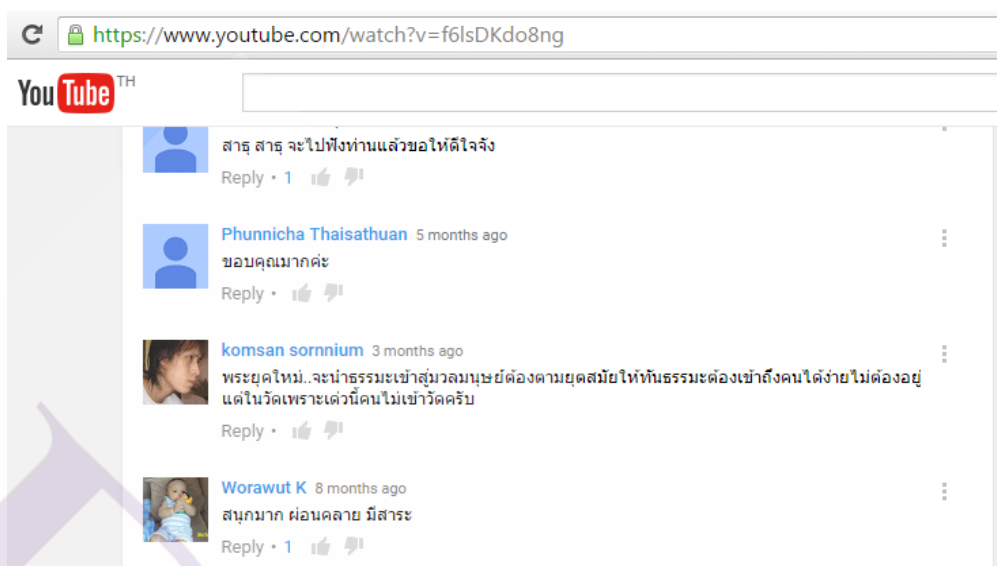 https://www.youtube.com/watch?v=f6lsDKdo8ng
YouTube TH
สาธุ สาธุ จะไปฟังท่านแล้วขอให้ดีใจจัง
Reply • 1
Phunnicha Thaisathuan 5 months ago
ขอบคุณมากค่ะ
Reply •
komsan sornnium 3 months ago
พระยุคใหม่..จะนำธรรมะเข้าสู่มวลมนุษย์ต้องตามยุตสมัยให้ทันธรรมะต้องเข้าถึงคนได้ง่ายไม่ต้องอยู่
แต่ในวัดเพราะเด่วนี้คนไม่เข้าวัดครับ
Reply •
Worawut K 8 months ago
สนุกมาก ผ่อนคลาย มีสาระ
Reply • 1